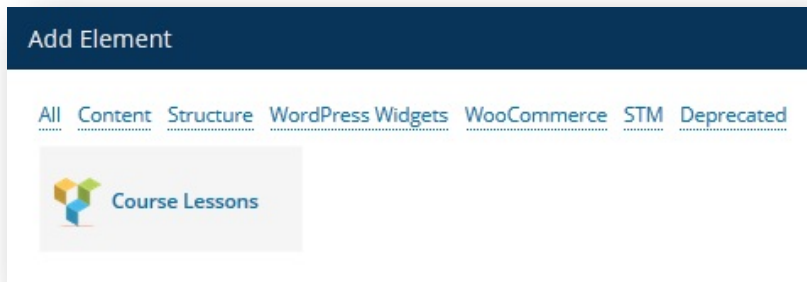 Add Element
All Content Structure WordPress Widgets WooCommerce STM Deprecated
Course Lessons